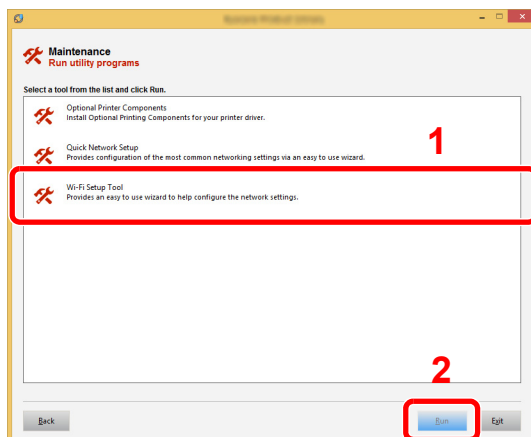 Maintenance
Run utility programs
Select a tool from the list and click Run.
Optional Printer Components
Install Optional Printing Components for your printer driver.
1
Quick Network Setup
Provides configuration of the most common networking settings via an easy to use wizard.
Wi-Fi Setup Tool
Provides an easy to use wizard to help configure the network settings.
2
Back
Run
Exit